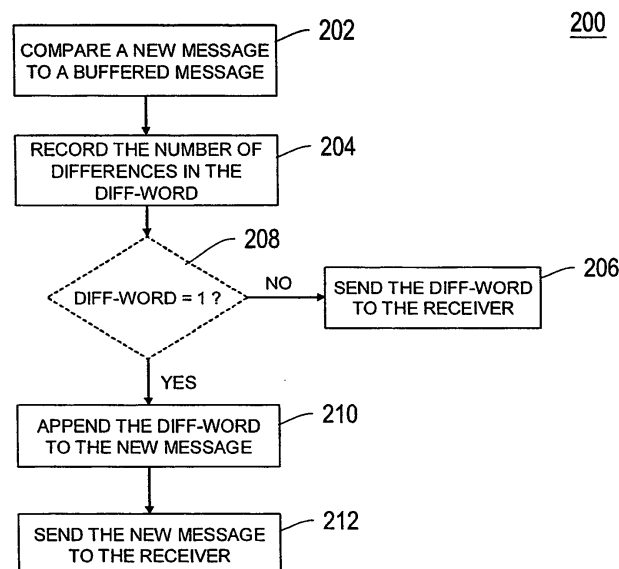 200
202
COMPARE A NEW MESSAGE
TO A BUFFERED MESSAGE
204
RECORD THE NUMBER OF
DIFFERENCES IN THE
DIFF-WORD
208
DIFF-WORD = 1 ?
NO
206
SEND THE DIFF-WORD
TO THE RECEIVER
YES
210
APPEND THE DIFF-WORD
TO THE NEW MESSAGE
212
SEND THE NEW MESSAGE
TO THE RECEIVER